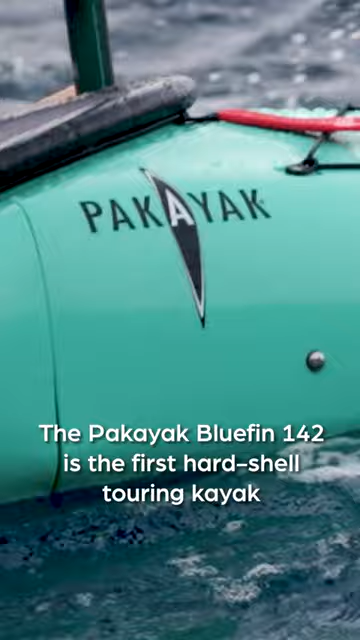 PAKAYAK
The Pakayak Bluefin 142
is the first hard-shell
touring kayak